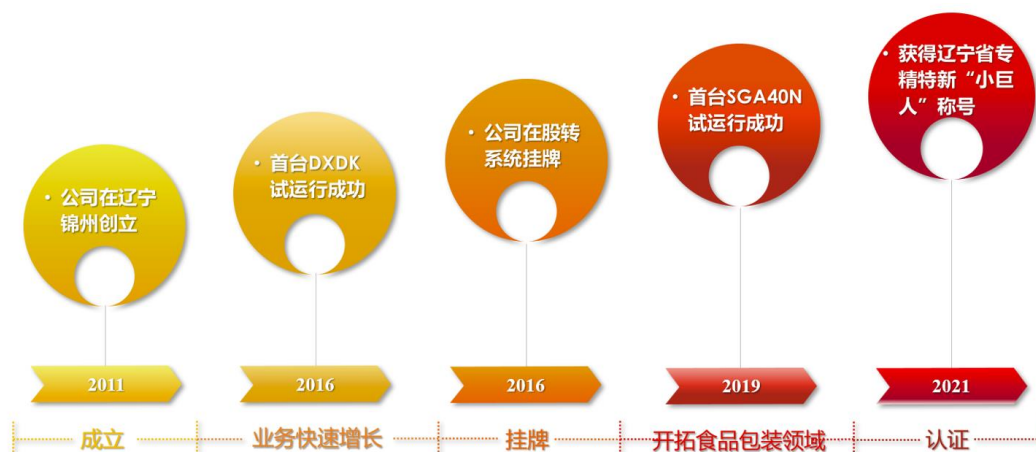 • 公司在辽宁
锦州创立
• 首台DXDK
试运行成功
• 公司在股转
系统挂牌
• 首台SGA40N
试运行成功
• 获得辽宁省专
精特新“小巨
人”称号
2011
2016
2016
2019
2021
成立
业务快速增长
挂牌
开拓食品包装领域
认证